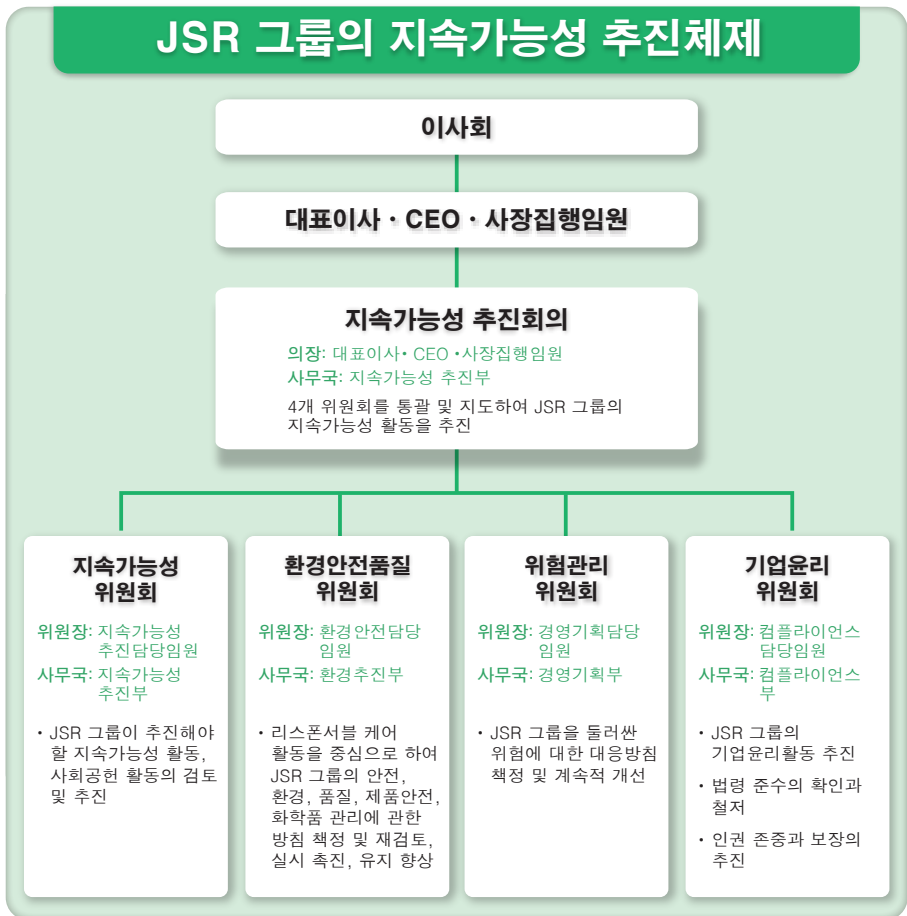 JSR 그룹의 지속가능성 추진체제
이사회
대표이사 · CEO · 사장집행임원
지속가능성 추진회의
의장: 대표이사• CEO •사장집행임원
사무국: 지속가능성 추진부
4개 위원회를 통괄 및 지도하여 JSR 그룹의
지속가능성 활동을 추진
지속가능성
위원회
위원장: 지속가능성
추진담당임원
사무국: 지속가능성
추진부
• JSR 그룹이 추진해야
할 지속가능성 활동,
사회공헌 활동의 검토
및 추진
환경안전품질
위원회
위원장: 환경안전담당
임원
사무국: 환경추진부
• 리스폰서블 케어
활동을 중심으로 하여
JSR 그룹의 안전,
환경, 품질, 제품안전,
화학품 관리에 관한
방침 책정 및 재검토,
실시 촉진, 유지 향상
위험관리
위원회
위원장: 경영기획담당
임원
사무국: 경영기획부
• JSR 그룹을 둘러싼
위험에 대한 대응방침
책정 및 계속적 개선
기업윤리
위원회
위원장: 컴플라이언스
담당임원
사무국: 컴플라이언스
부
• JSR 그룹의
기업윤리활동 추진
• 법령 준수의 확인과
철저
• 인권 존중과 보장의
추진